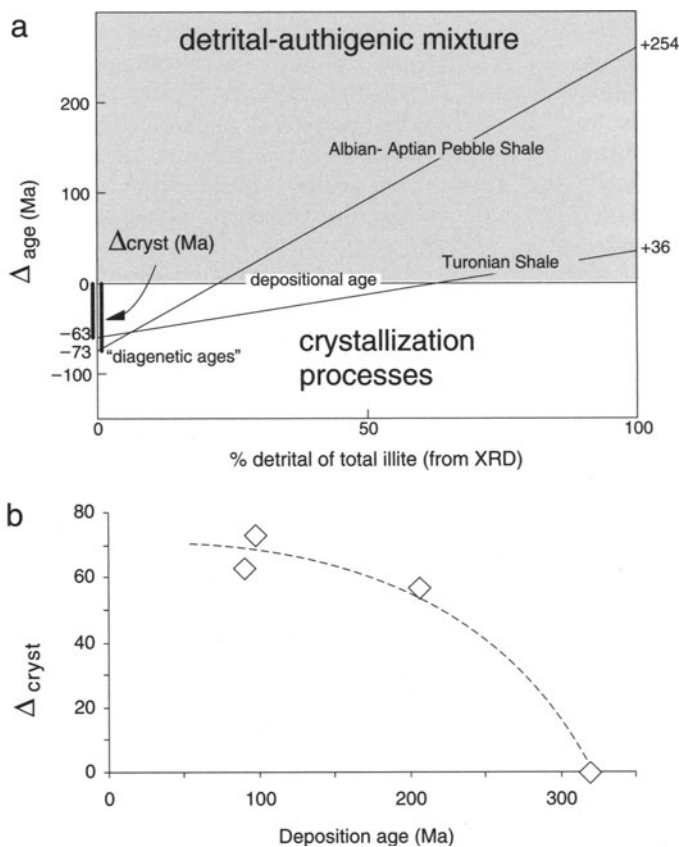 a
detrital-authigenic mixture
+254
200
Albian- Aptian Pebble Shale
Δ age (Ma)
100
Δcryst (Ma)
+36
Turonian Shale
0
depositional age
−63
−73
"diagenetic ages"
crystallization
processes
−100
0
50
100
% detrital of total illite (from XRD)
b
80
60
40
20
0
Δ cryst
0
100
200
300
Deposition age (Ma)